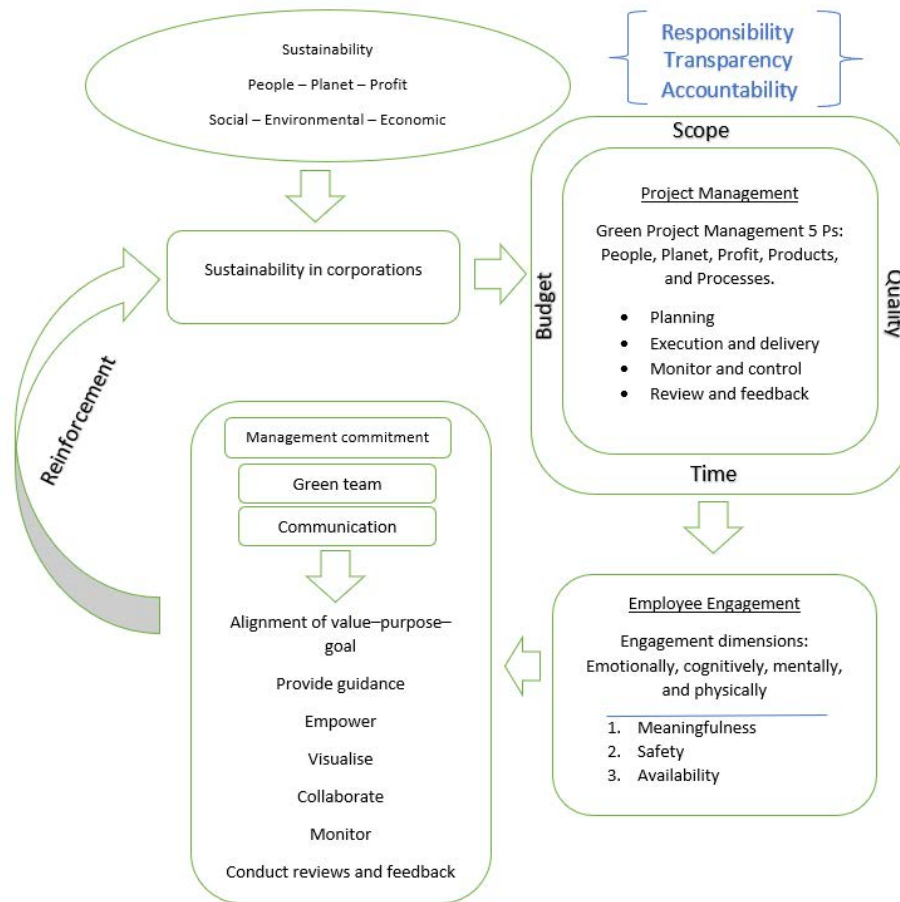 Sustainability
People – Planet – Profit
Social – Environmental – Economic
Responsibility
Transparency
Accountability
Sustainability in corporations
Scope
Budget
Quality
Time
Project Management
Green Project Management 5 Ps:
People, Planet, Profit, Products,
and Processes.
• Planning
• Execution and delivery
• Monitor and control
• Review and feedback
Employee Engagement
Engagement dimensions:
Emotionally, cognitively, mentally,
and physically
1. Meaningfulness
2. Safety
3. Availability
Management commitment
Green team
Communication
Alignment of value–purpose–
goal
Provide guidance
Empower
Visualise
Collaborate
Monitor
Conduct reviews and feedback
Reinforcement